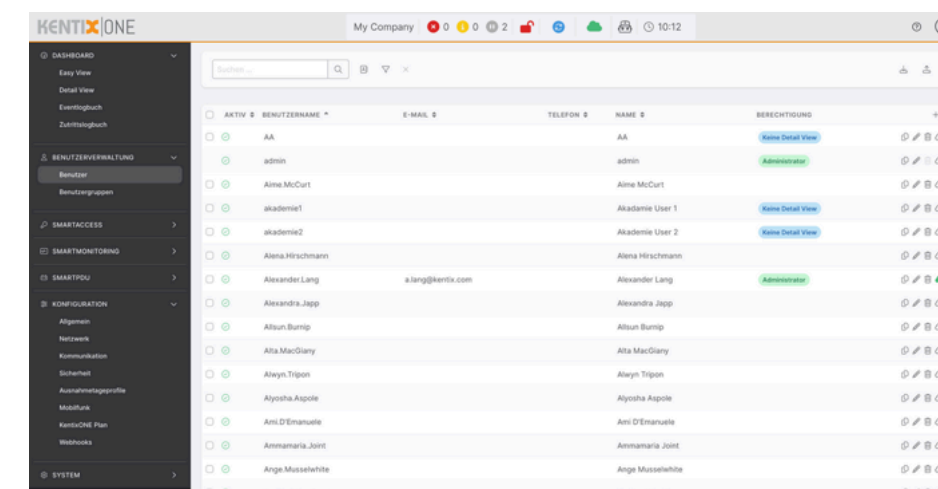 KENTIX|ONE
My Company 0 0 2 10:12
DASHBOARD
Easy View
Detail View
Eventlogbuch
Zutrittslogbuch
BENUTZERVERWALTUNG
Benutzer
Benutzergruppen
SMARTACCESS
SMARTMONITORING
SMARTPDU
KONFIGURATION
Allgemein
Netzwerk
Kommunikation
Sicherheit
Ausnahmetageprofile
Mobilfunk
KentixONE Plan
Webhooks
SYSTEM
Suchen ...
AKTIV BENUTZERNAME E-MAIL TELEFON NAME BERECHTIGUNG
AA AA Keine Detail View
admin admin Administrator
Aime.McCurt Aime McCurt
akademie1 Akadamie User 1 Keine Detail View
akademie2 Akademie User 2 Keine Detail View
Alena.Hirschmann Alena Hirschmann
Alexander.Lang a.lang@kentix.com Alexander Lang Administrator
Alexandra.Japp Alexandra Japp
Allsun.Burnip Allsun Burnip
Alta.MacGiany Alta MacGiany
Alwyn.Tripon Alwyn Tripon
Alyosha.Aspole Alyosha Aspole
Ami.D'Emanuele Ami D'Emanuele
Ammamaria.Joint Ammamaria Joint
Ange.Musselwhite Ange Musselwhite